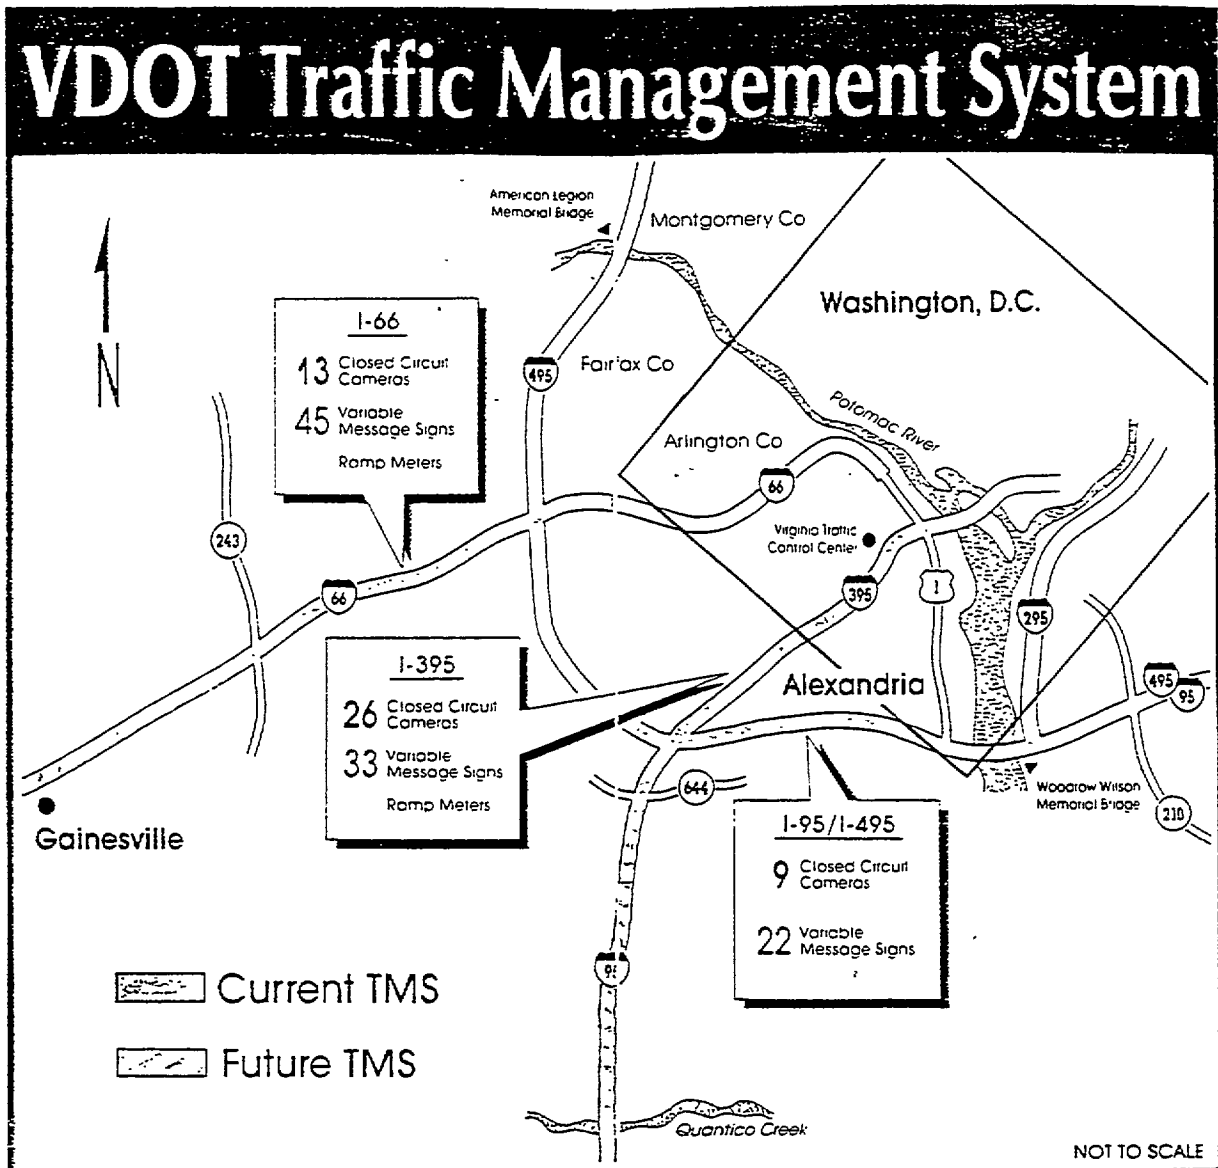 VDOT Traffic Management System
American Legion
Memorial Bridge
Montgomery Co
Washington, D.C.
N
I-66
13 Closed Circuit
Cameras
45 Variable
Message Signs
Ramp Meters
495
Fairfax Co
Potomac River
Arlington Co
66
243
Virginia Traffic
Control Center
66
395
1
295
I-395
26 Closed Circuit
Cameras
33 Variable
Message Signs
Ramp Meters
Alexandria
495
95
644
Woodrow Wilson
Memorial Bridge
210
Gainesville
I-95/I-495
9 Closed Circuit
Cameras
22 Variable
Message Signs
95
Current TMS
Future TMS
Quantico Creek
NOT TO SCALE